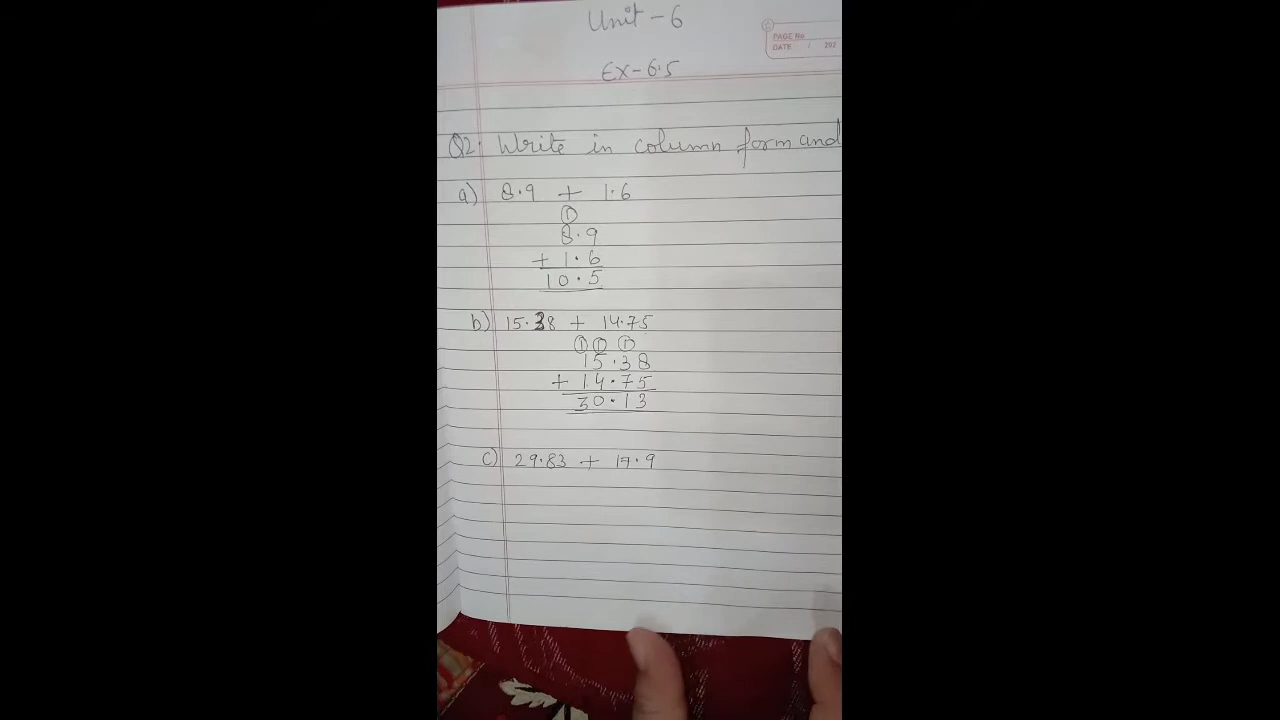 Unit - 6
PAGE No
DATE / 202
Ex - 6.5
Q2. Write in column form and
a) 8.9 + 1.6
①
8.9
+ 1.6
10.5
b) 15.38 + 14.75
① ① ①
15.38
+ 14.75
30.13
c) 29.83 + 17.9